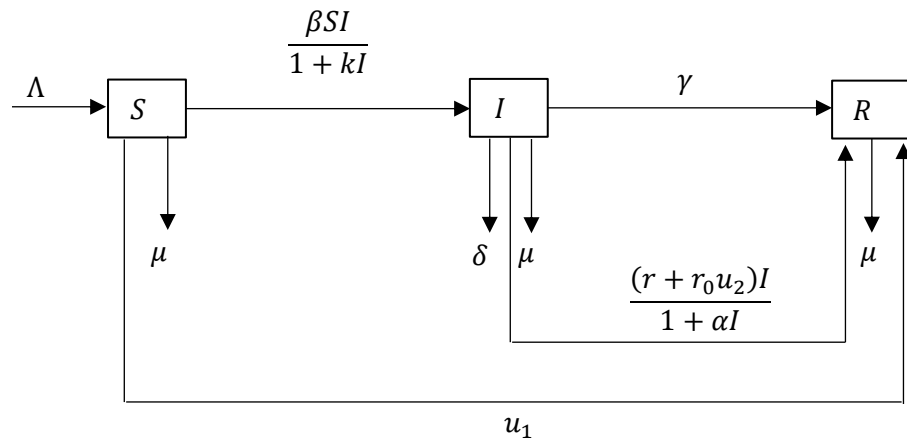 βSI
1 + kI
Λ
S
I
γ
R
μ
δ
μ
μ
(r + r₀u₂)I
1 + αI
u₁